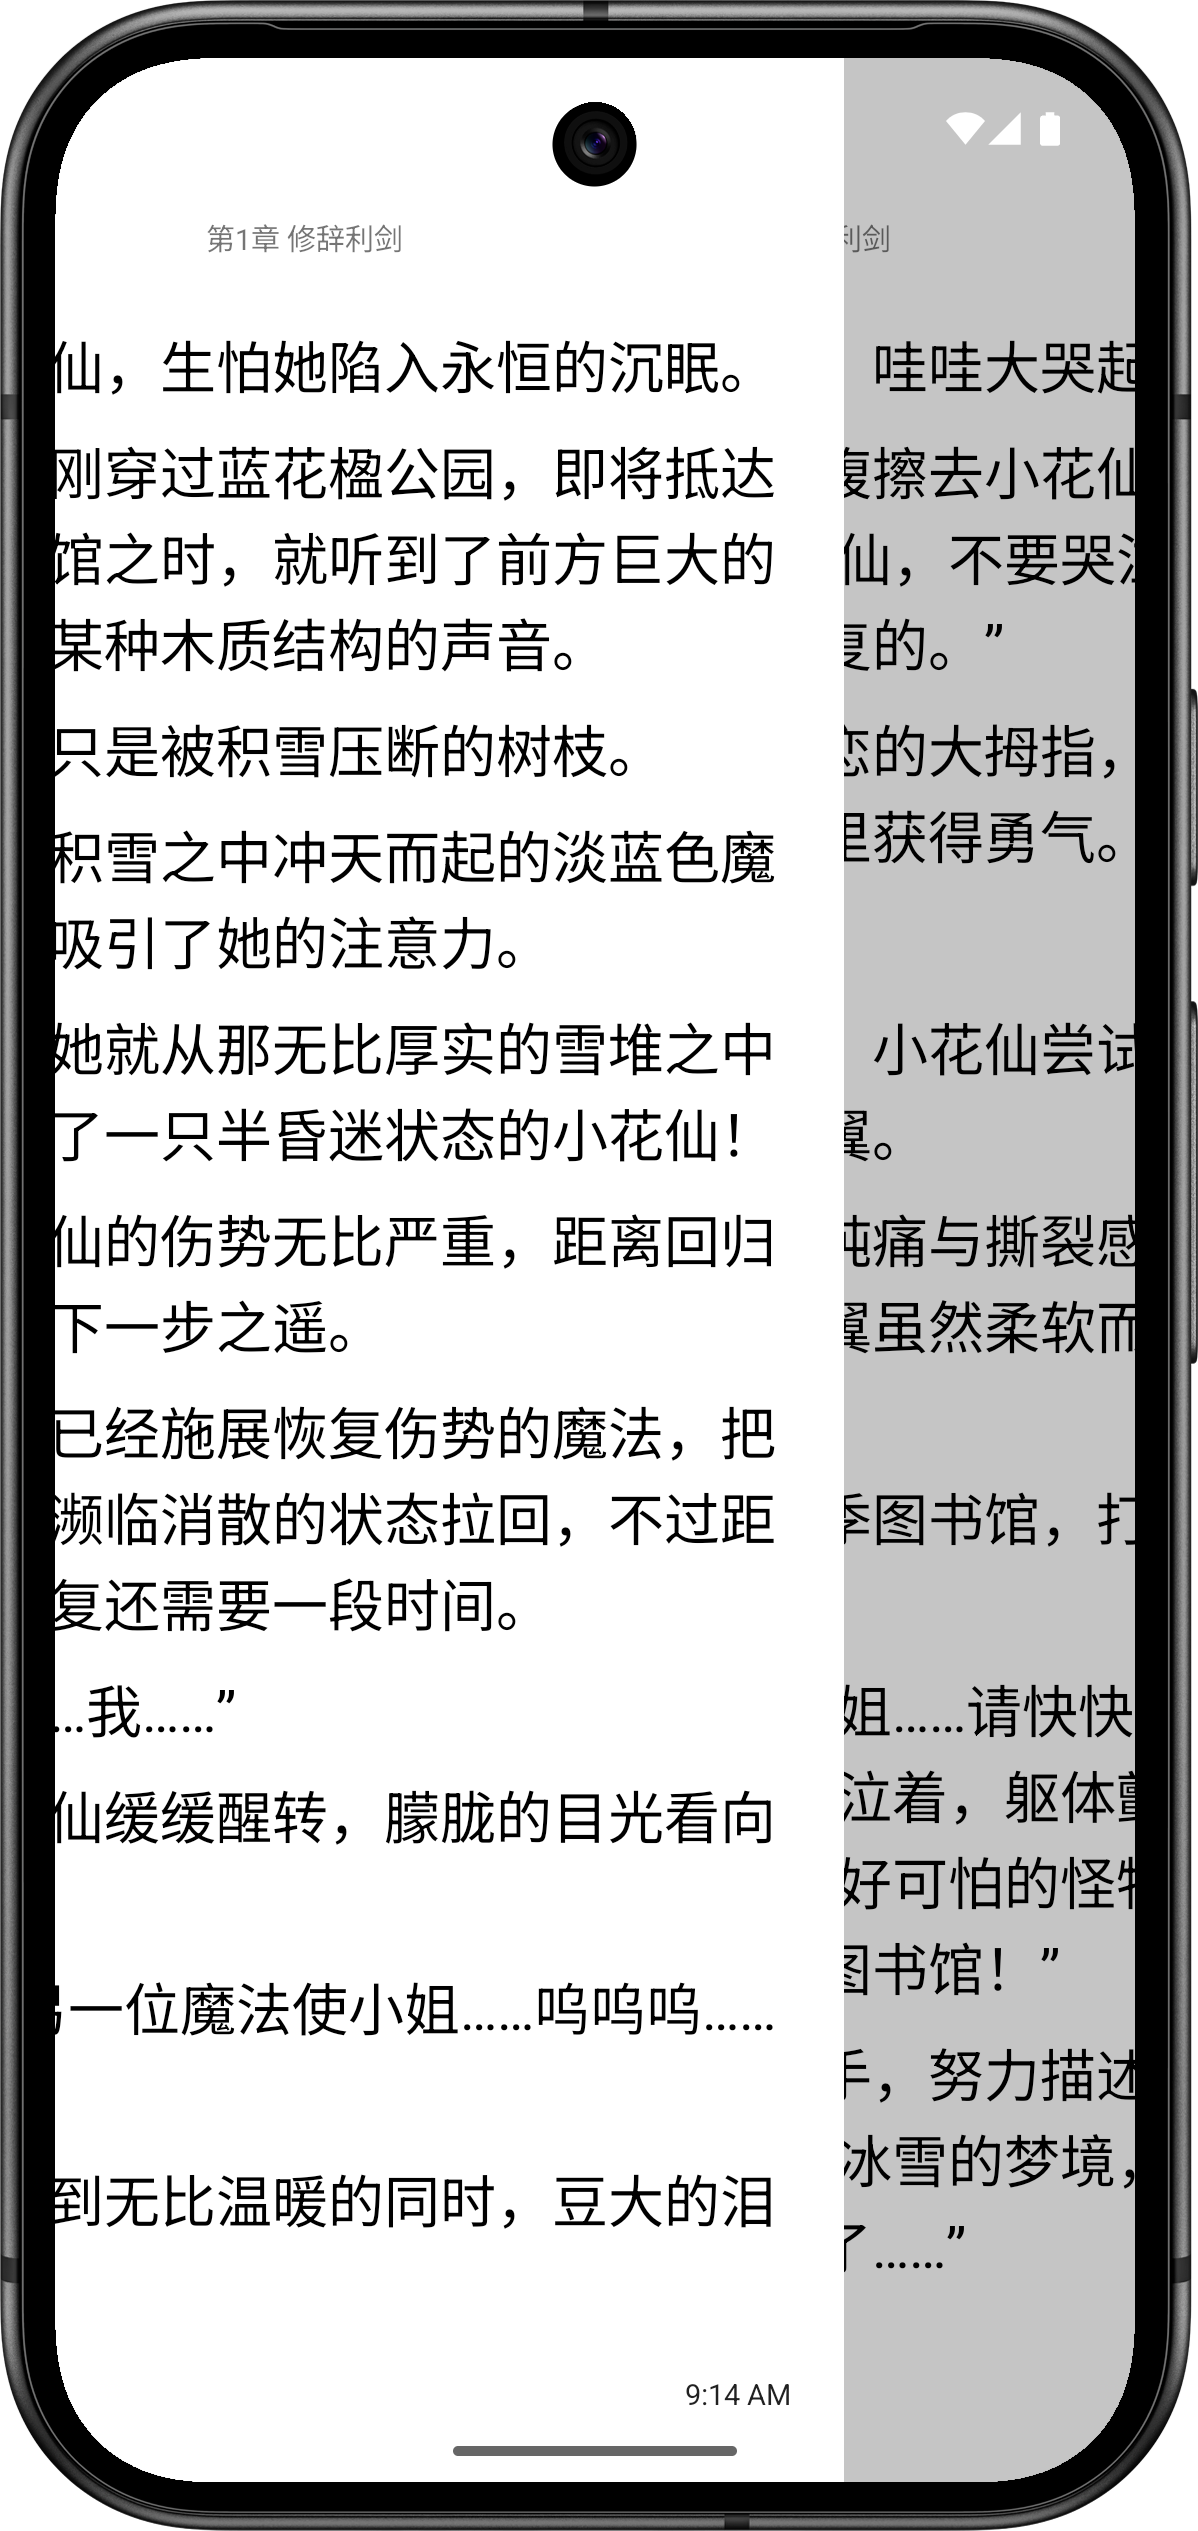 第1章 修辞利剑
仙，生怕她陷入永恒的沉眠。
刚穿过蓝花楹公园，即将抵达
馆之时，就听到了前方巨大的
某种木质结构的声音。
只是被积雪压断的树枝。
积雪之中冲天而起的淡蓝色魔
吸引了她的注意力。
她就从那无比厚实的雪堆之中
了一只半昏迷状态的小花仙！
仙的伤势无比严重，距离回归
下一步之遥。
已经施展恢复伤势的魔法，把
濒临消散的状态拉回，不过距
复还需要一段时间。
…我……”
仙缓缓醒转，朦胧的目光看向
一位魔法使小姐……呜呜呜……
到无比温暖的同时，豆大的泪
9:14 AM
利剑
哇哇大哭起
擦去小花仙
仙，不要哭泣
的。”
的大拇指，
获得勇气。
小花仙尝试
翼。
痛与撕裂感
翼虽然柔软而
季图书馆，打
姐……请快快
泣着，躯体颤
好可怕的怪物
图书馆！”
手，努力描述
冰雪的梦境，
了……”